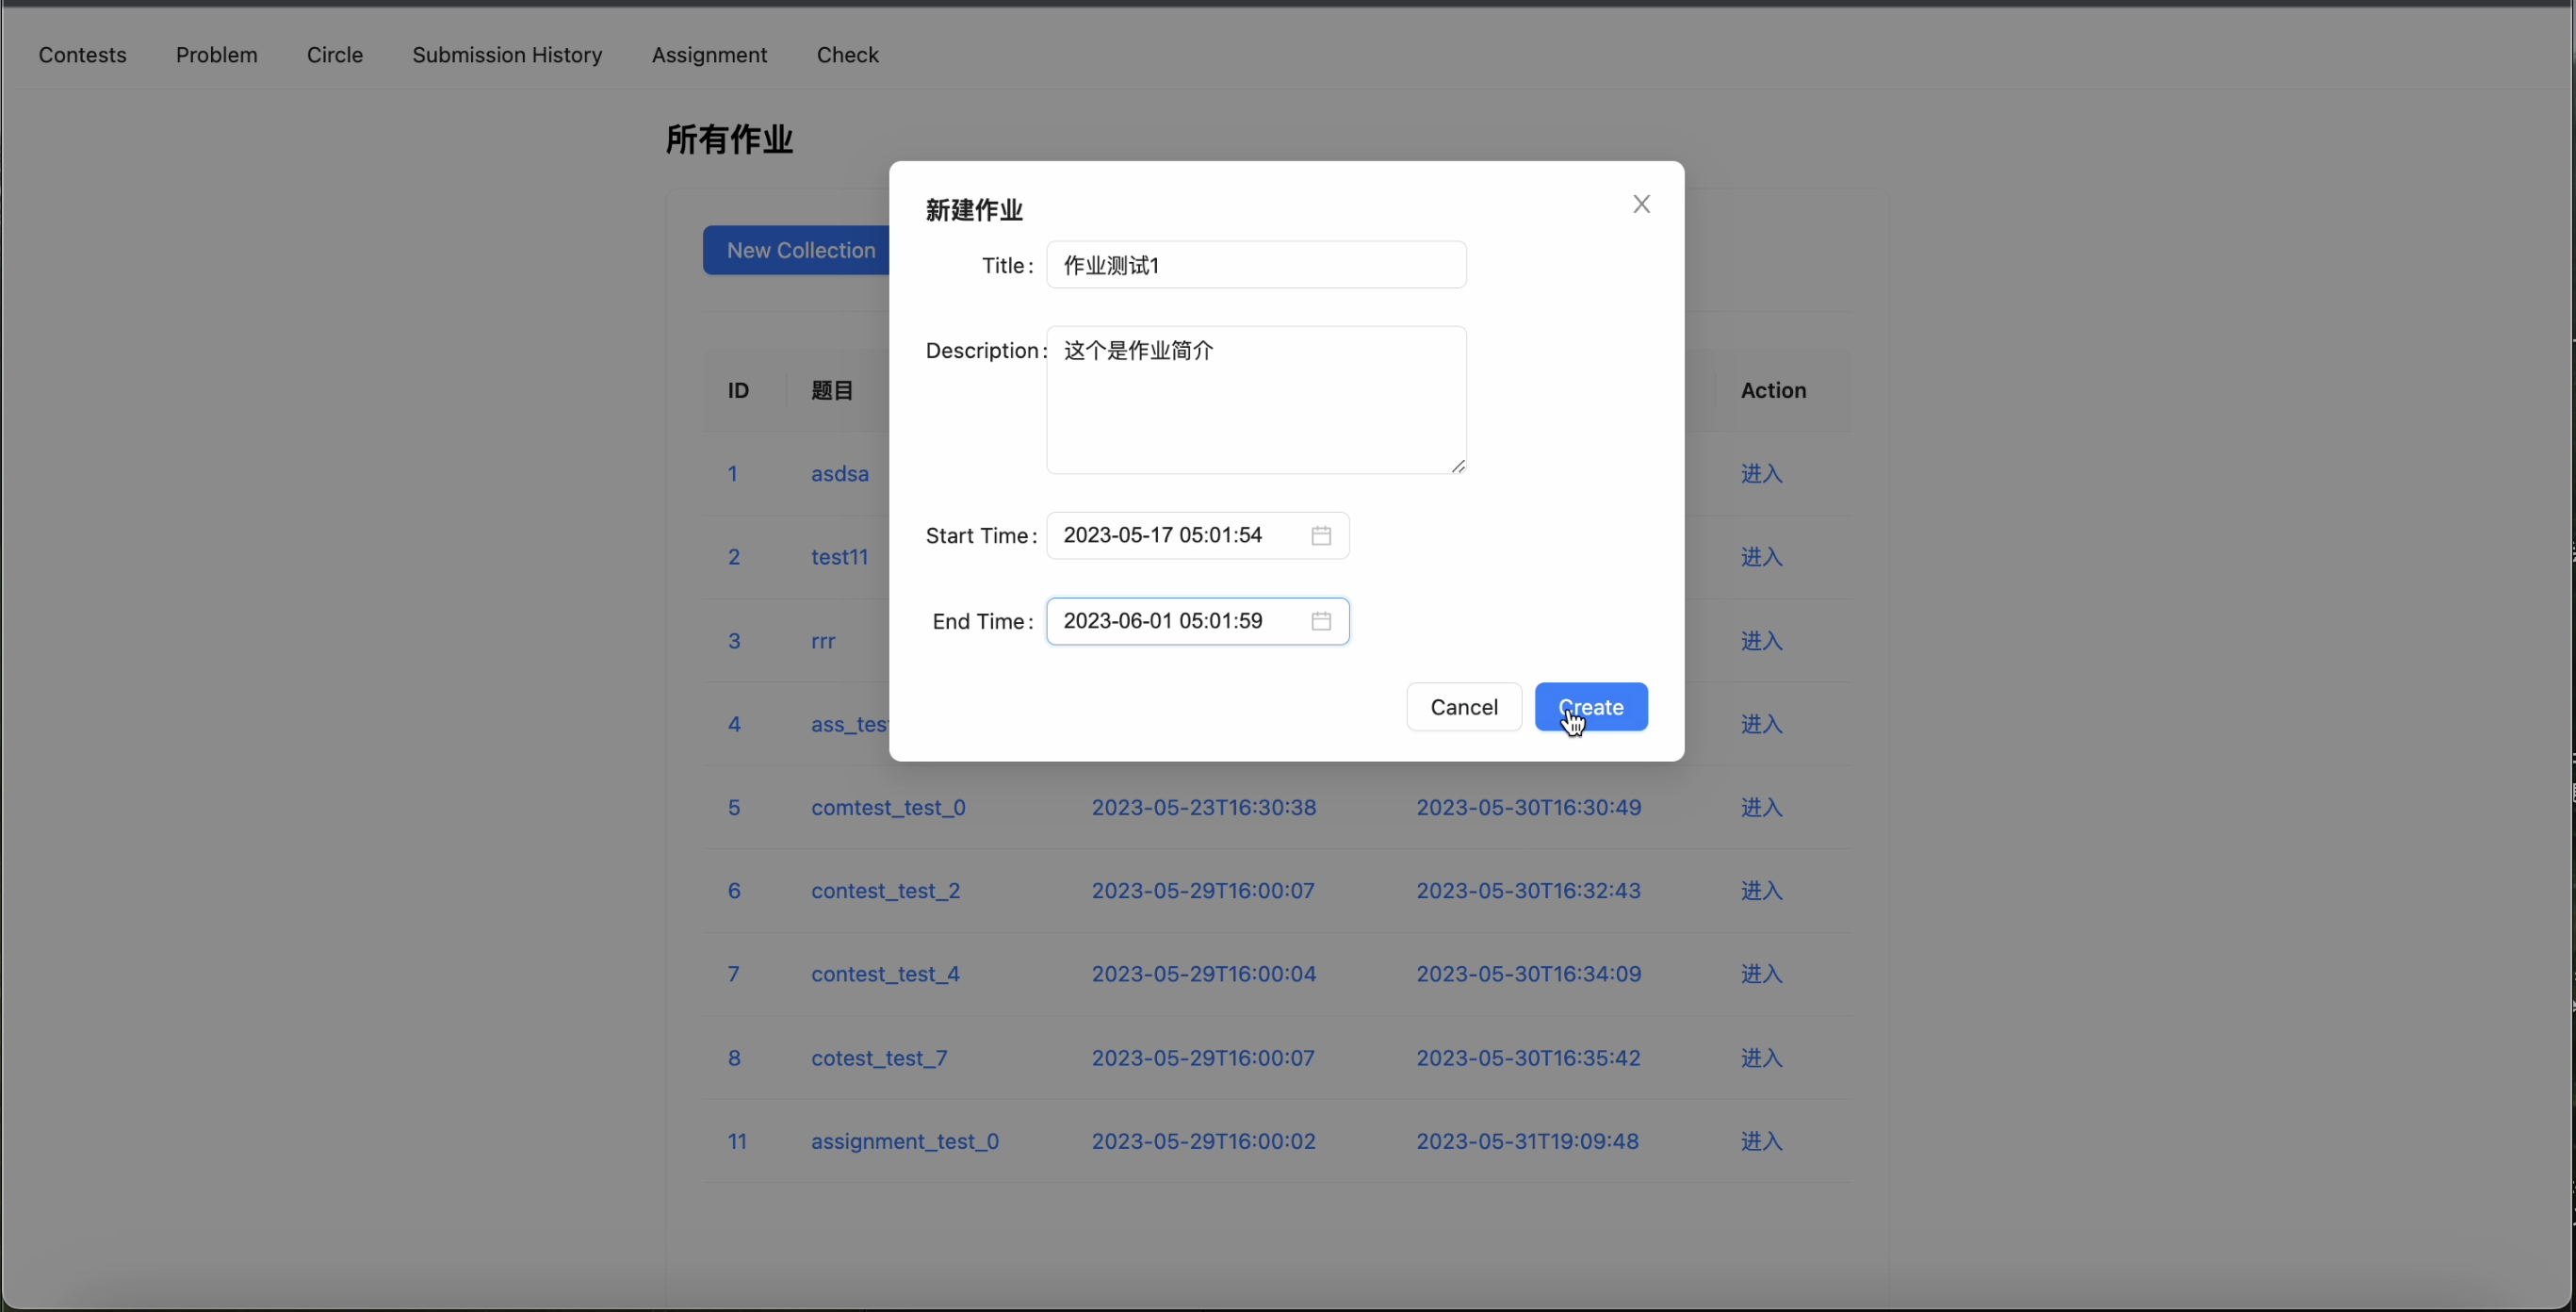 Contests Problem Circle Submission History Assignment Check
所有作业
新建作业
X
New Collection
Title: 作业测试1
Description: 这个是作业简介
ID 题目 Action
1 asdsa 进入
Start Time: 2023-05-17 05:01:54
2 test11 进入
End Time: 2023-06-01 05:01:59
3 rrr 进入
Cancel Create
4 ass_tes 进入
5 comtest_test_0 2023-05-23T16:30:38 2023-05-30T16:30:49 进入
6 contest_test_2 2023-05-29T16:00:07 2023-05-30T16:32:43 进入
7 contest_test_4 2023-05-29T16:00:04 2023-05-30T16:34:09 进入
8 cotest_test_7 2023-05-29T16:00:07 2023-05-30T16:35:42 进入
11 assignment_test_0 2023-05-29T16:00:02 2023-05-31T19:09:48 进入